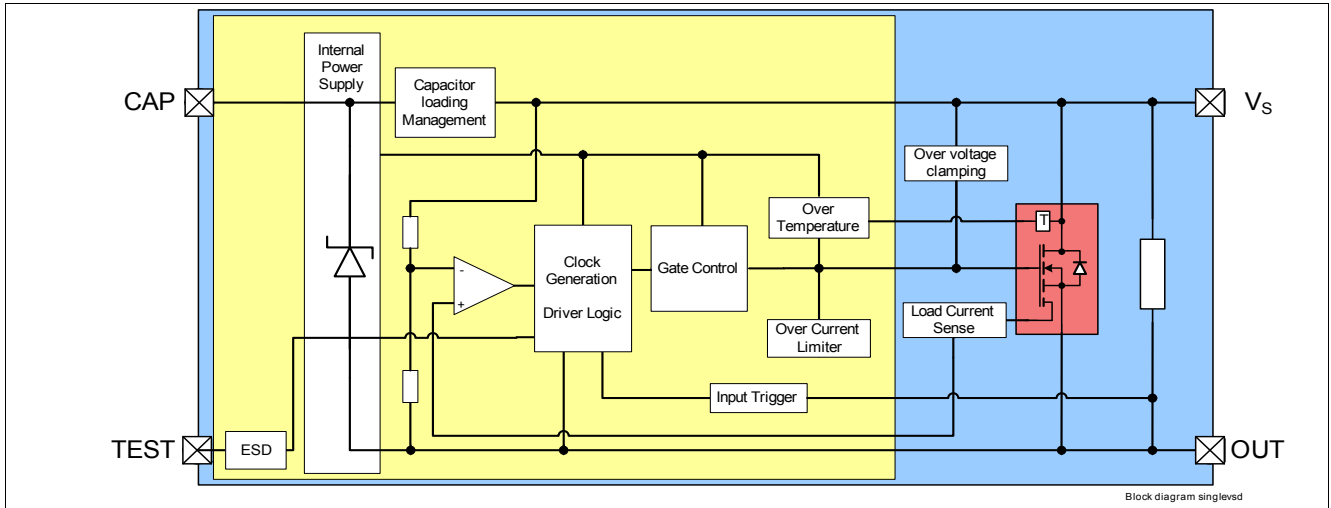 Internal
Power
Supply
Capacitor
loading
Management
CAP
VS
Over voltage
clamping
Over
Temperature
T
Clock
Generation
Driver Logic
Gate Control
-
+
Load Current
Sense
Over Current
Limiter
Input Trigger
TEST
ESD
OUT
Block diagram singlevsd